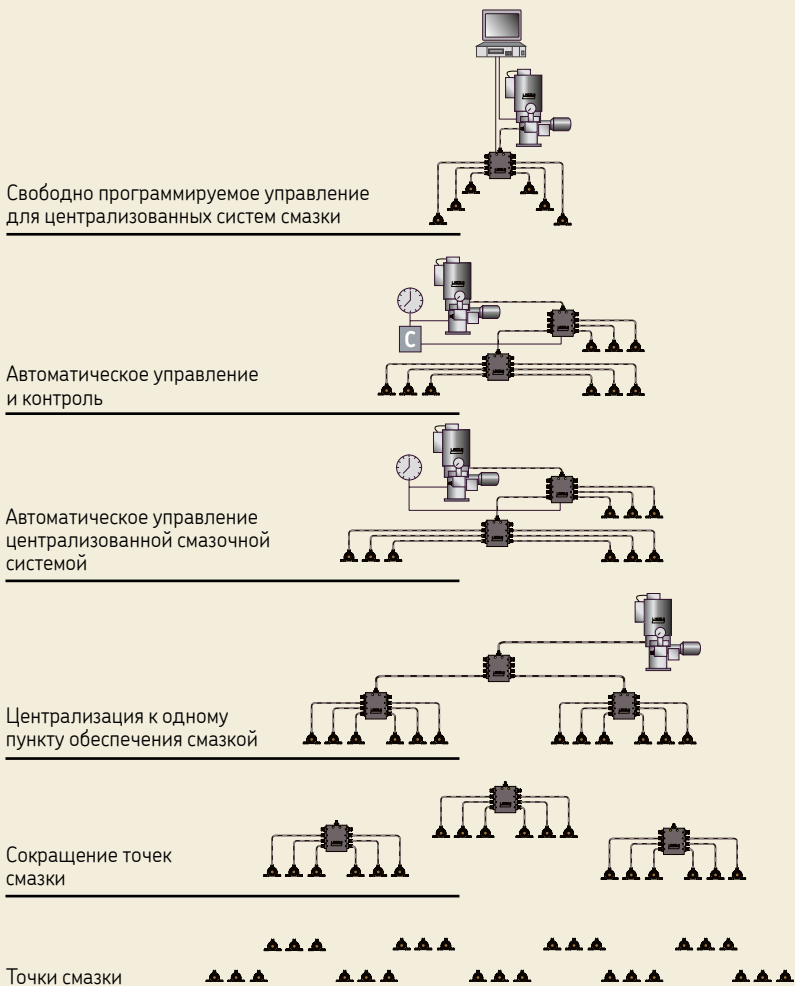 Свободно программируемое управление
для централизованных систем смазки
C
Автоматическое управление
и контроль
Автоматическое управление
централизованной смазочной
системой
Централизация к одному
пункту обеспечения смазкой
Сокращение точек
смазки
Точки смазки